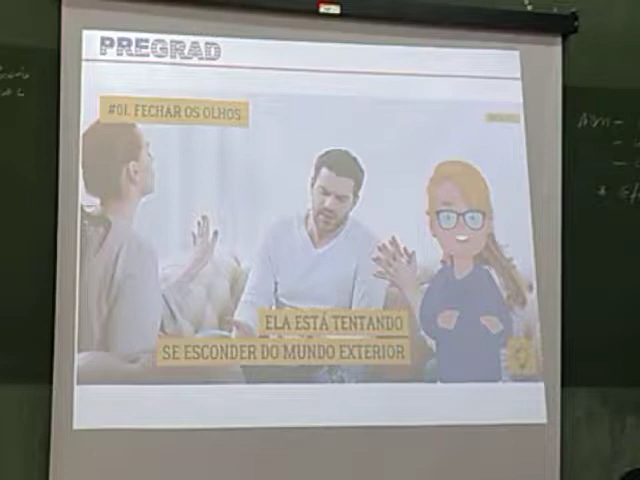 PREGRAD
#01. FECHAR OS OLHOS
ELA ESTÁ TENTANDO
SE ESCONDER DO MUNDO EXTERIOR